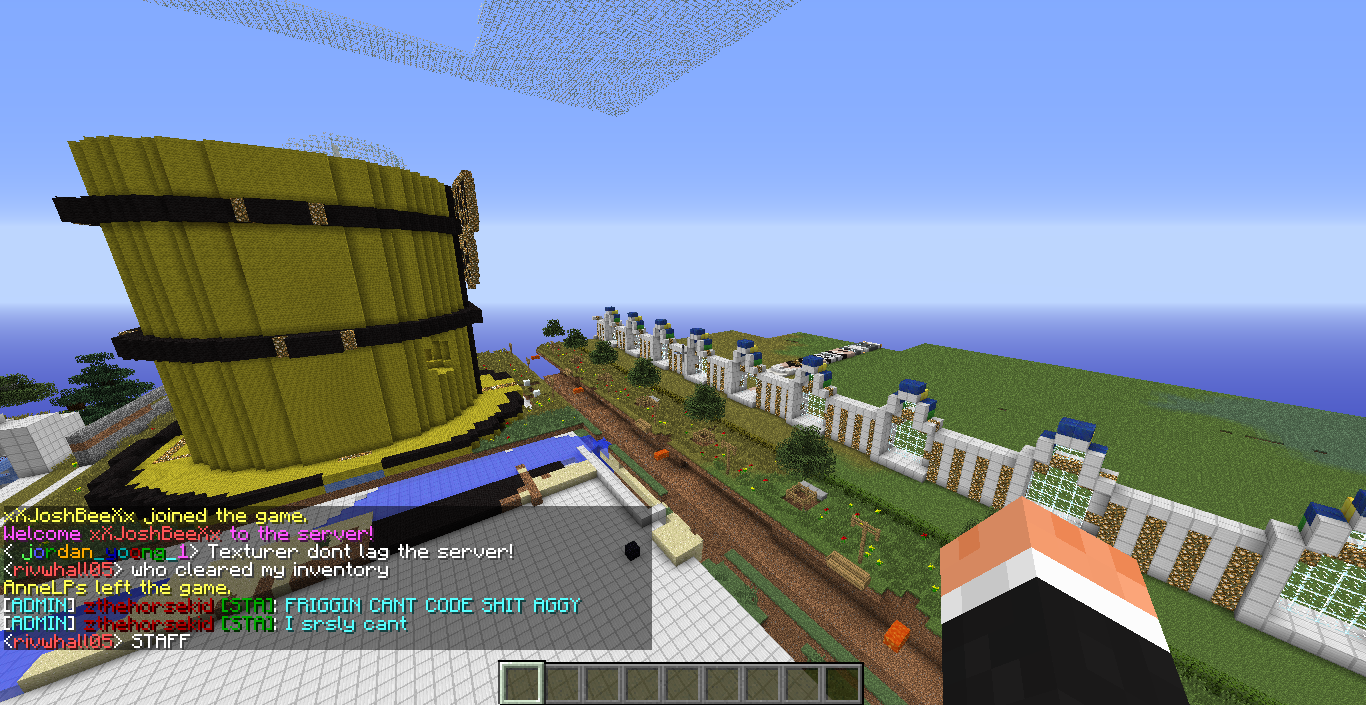 xXJoshBeeXx joined the game.
Welcome xXJoshBeeXx to the server!
< jordan_yoong_1> Texturer dont lag the server!
<rivwhall05> who cleared my inventory
AnneLPs left the game.
[ADMIN] zthehorsekid [STA]: FRIGGIN CANT CODE SHIT AGGY
[ADMIN] zthehorsekid [STA]: I srsly cant
<rivwhall05> STAFF